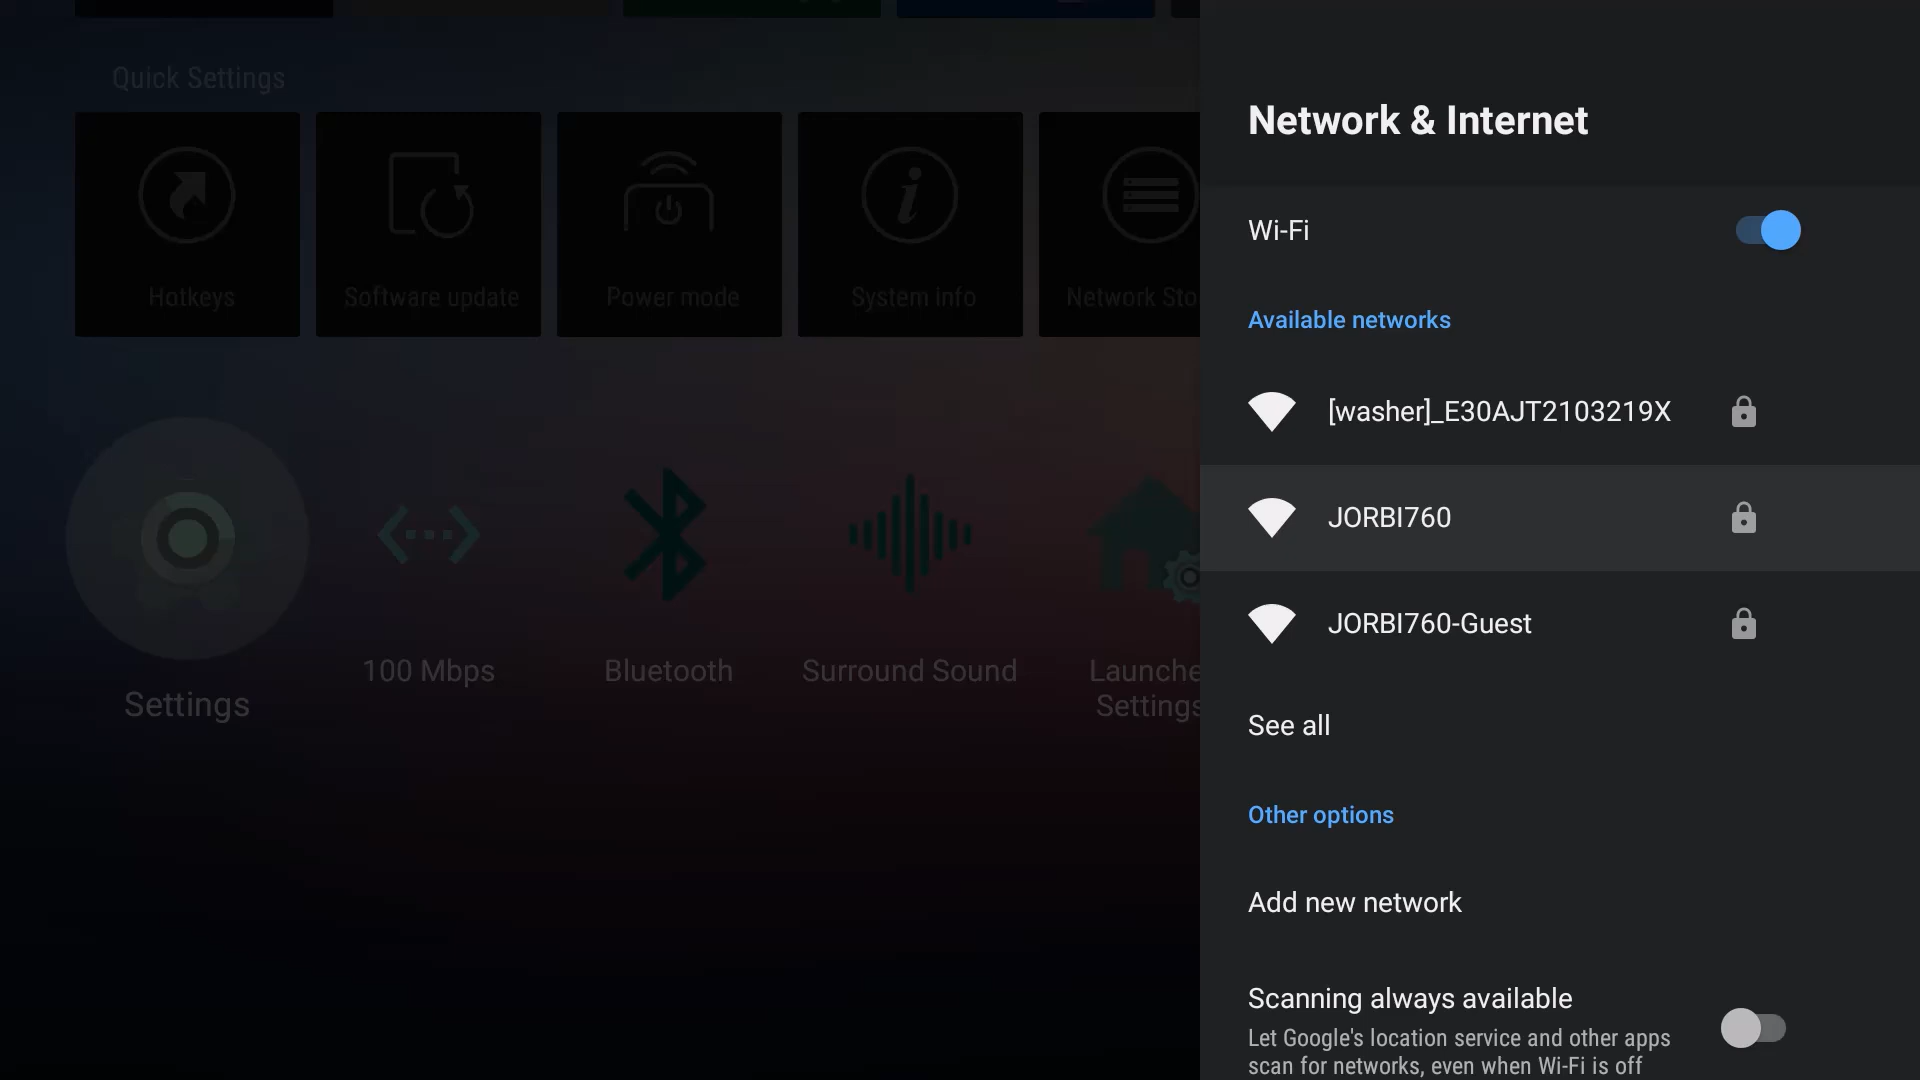 Quick Settings
Hotkeys
Software update
Power mode
System Info
Network Sto
Settings
100 Mbps
Bluetooth
Surround Sound
Launche
Settings
Network & Internet
Wi-Fi
Available networks
[washer]_E30AJT2103219X
JORBI760
JORBI760-Guest
See all
Other options
Add new network
Scanning always available
Let Google's location service and other apps
scan for networks, even when Wi-Fi is off